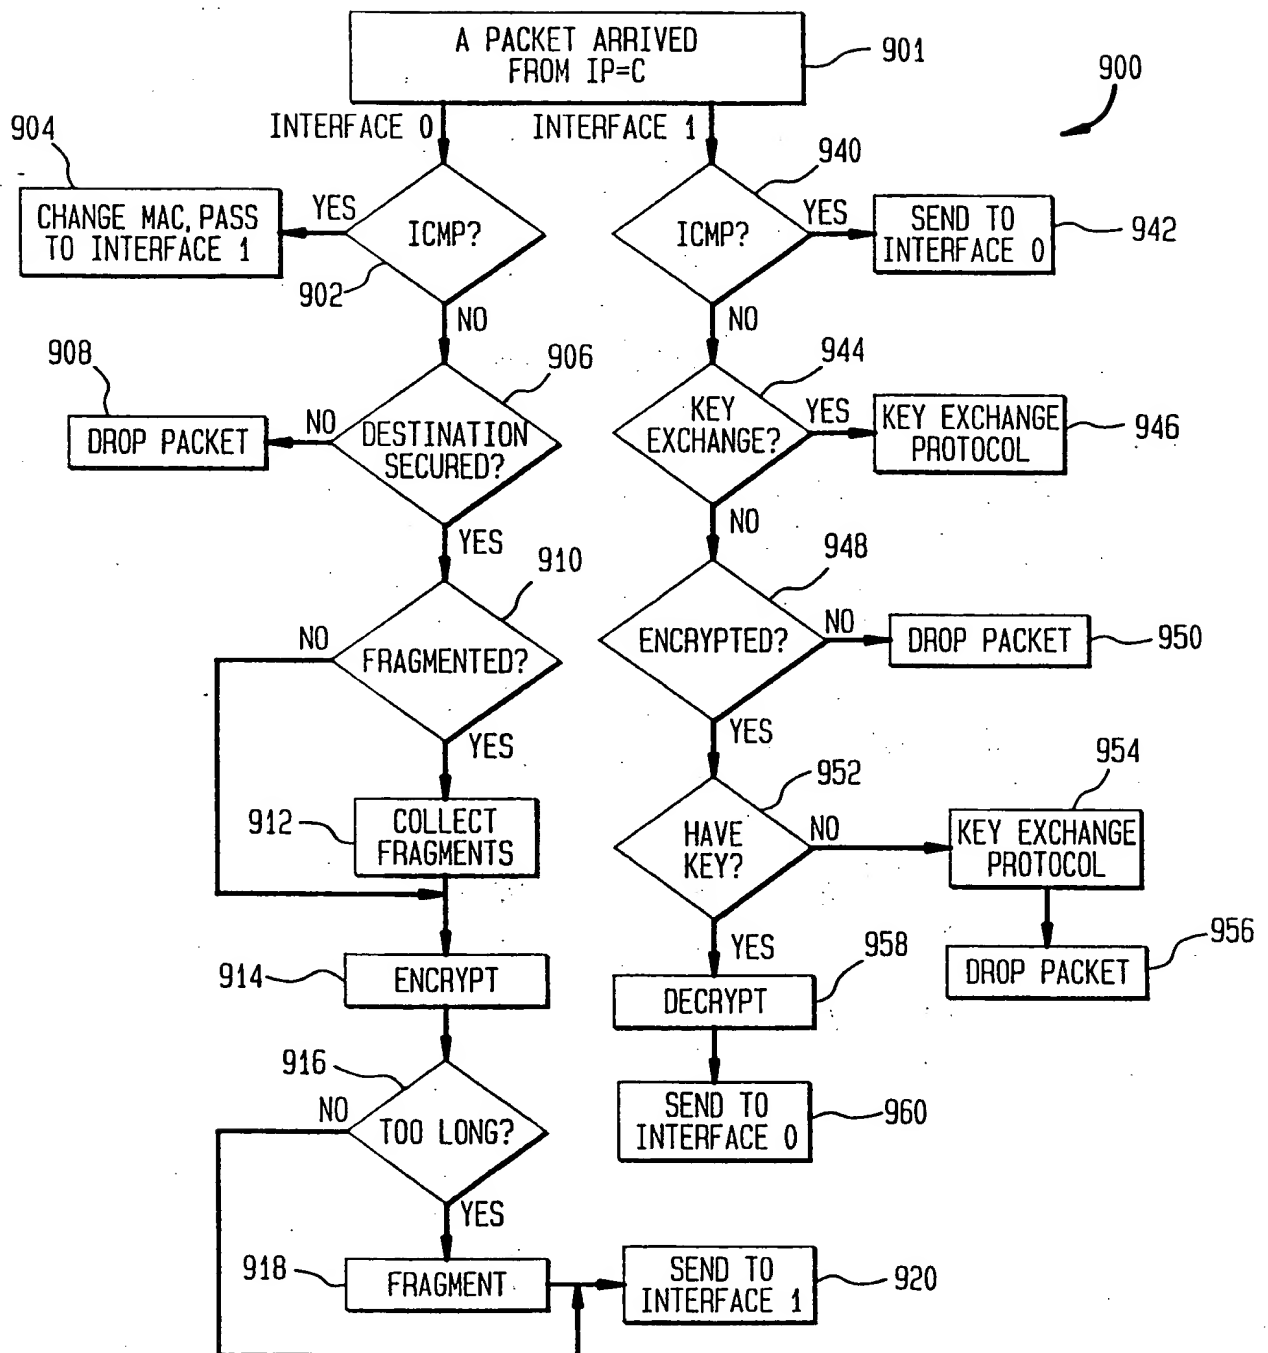 A PACKET ARRIVED
FROM IP=C
901
900
INTERFACE 0
INTERFACE 1
904
940
CHANGE MAC, PASS
TO INTERFACE 1
YES
ICMP?
902
NO
ICMP?
YES
SEND TO
INTERFACE 0
942
NO
908
906
944
DROP PACKET
NO
DESTINATION
SECURED?
YES
KEY
EXCHANGE?
YES
KEY EXCHANGE
PROTOCOL
946
NO
910
948
NO
FRAGMENTED?
YES
ENCRYPTED?
NO
DROP PACKET
950
YES
912
COLLECT
FRAGMENTS
952
954
HAVE
KEY?
NO
KEY EXCHANGE
PROTOCOL
YES
956
DROP PACKET
914
ENCRYPT
958
DECRYPT
916
NO
TOO LONG?
YES
SEND TO
INTERFACE 0
960
918
FRAGMENT
SEND TO
INTERFACE 1
920